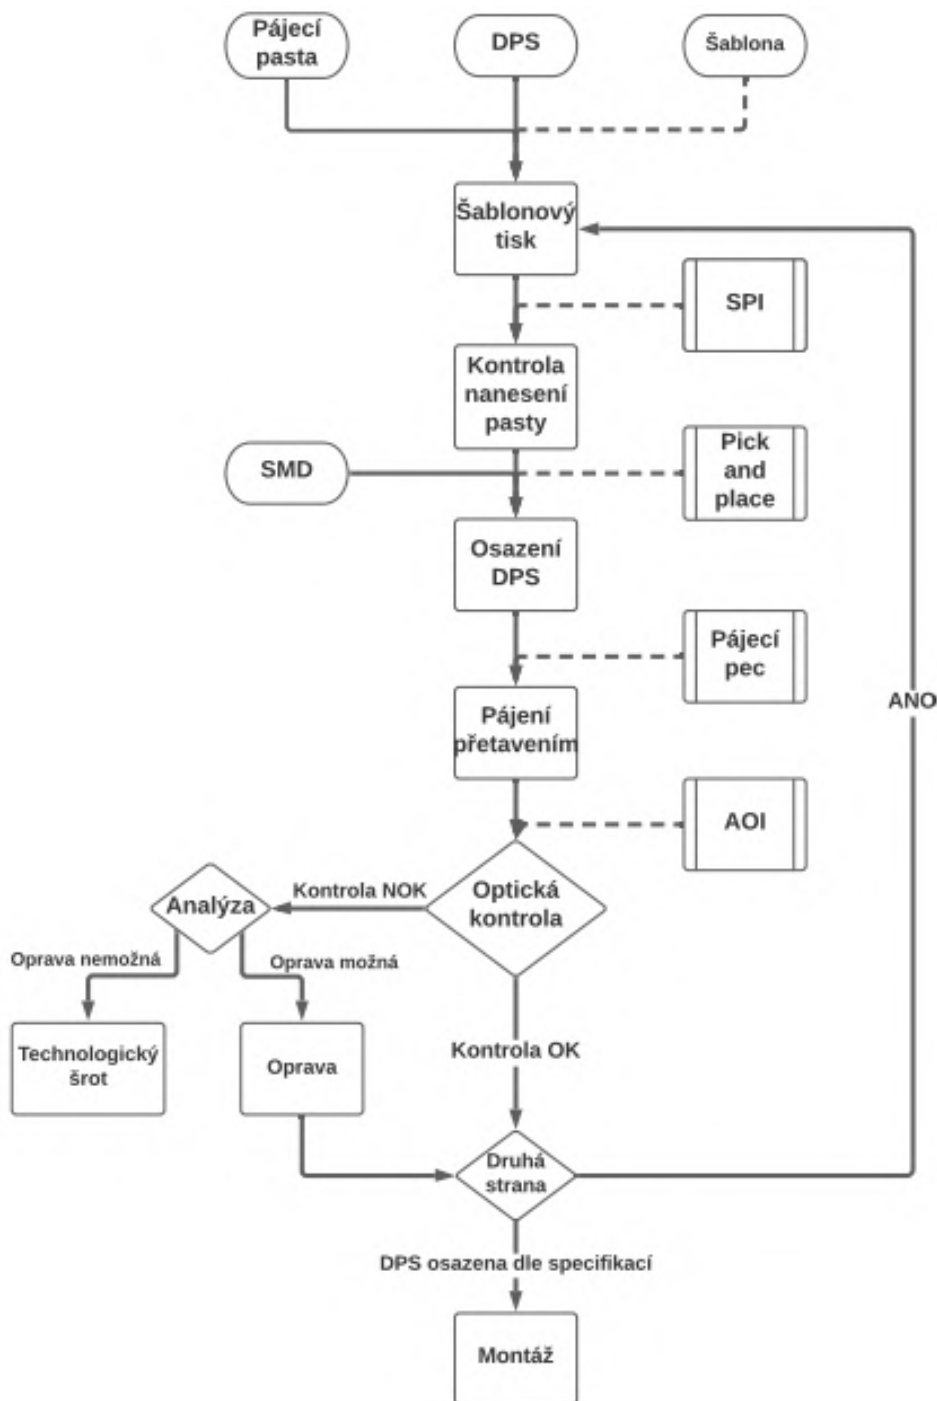 Pájecí
pasta
DPS
Šablona
Šablonový
tisk
SPI
Kontrola
nanesení
pasty
SMD
Pick
and
place
Osazení
DPS
Pájecí
pec
ANO
Pájení
přetavením
AOI
Kontrola NOK
Analýza
Optická
kontrola
Oprava nemožná
Oprava možná
Technologický
šrot
Oprava
Kontrola OK
Druhá
strana
DPS osazena dle specifikací
Montáž